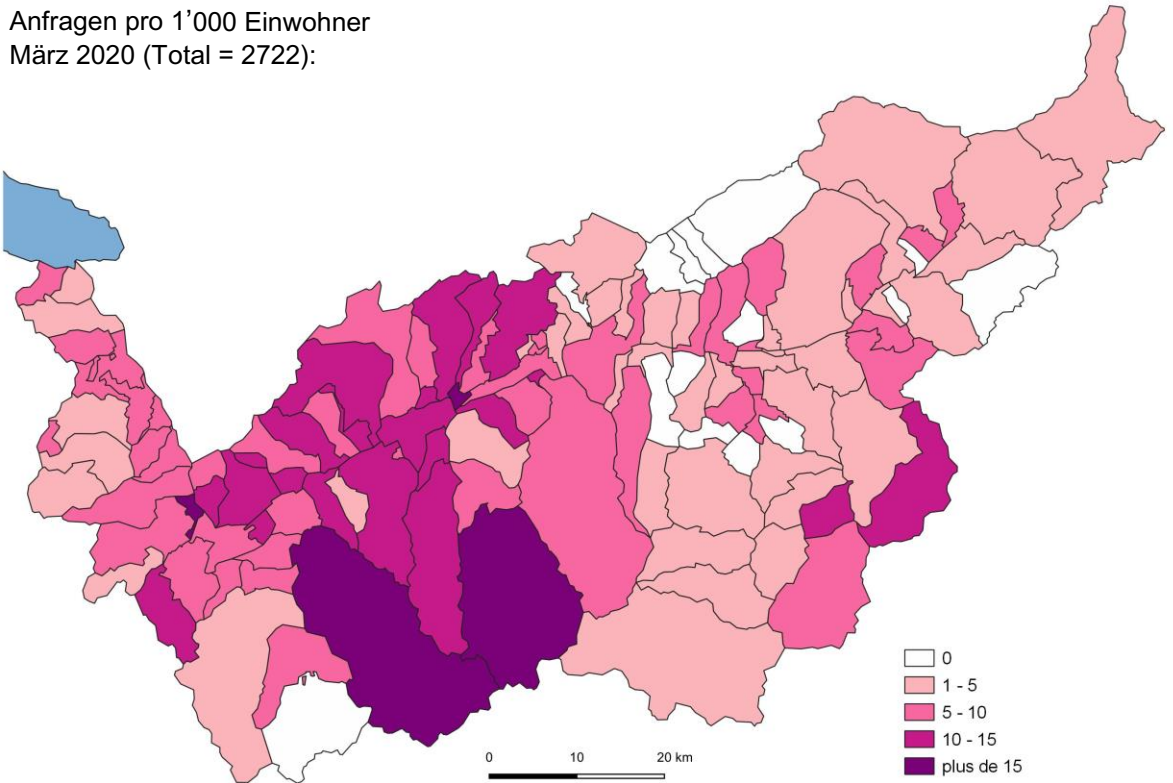 Anfragen pro 1’000 Einwohner
März 2020 (Total = 2722):
0
1 - 5
5 - 10
10 - 15
plus de 15
0 10 20 km